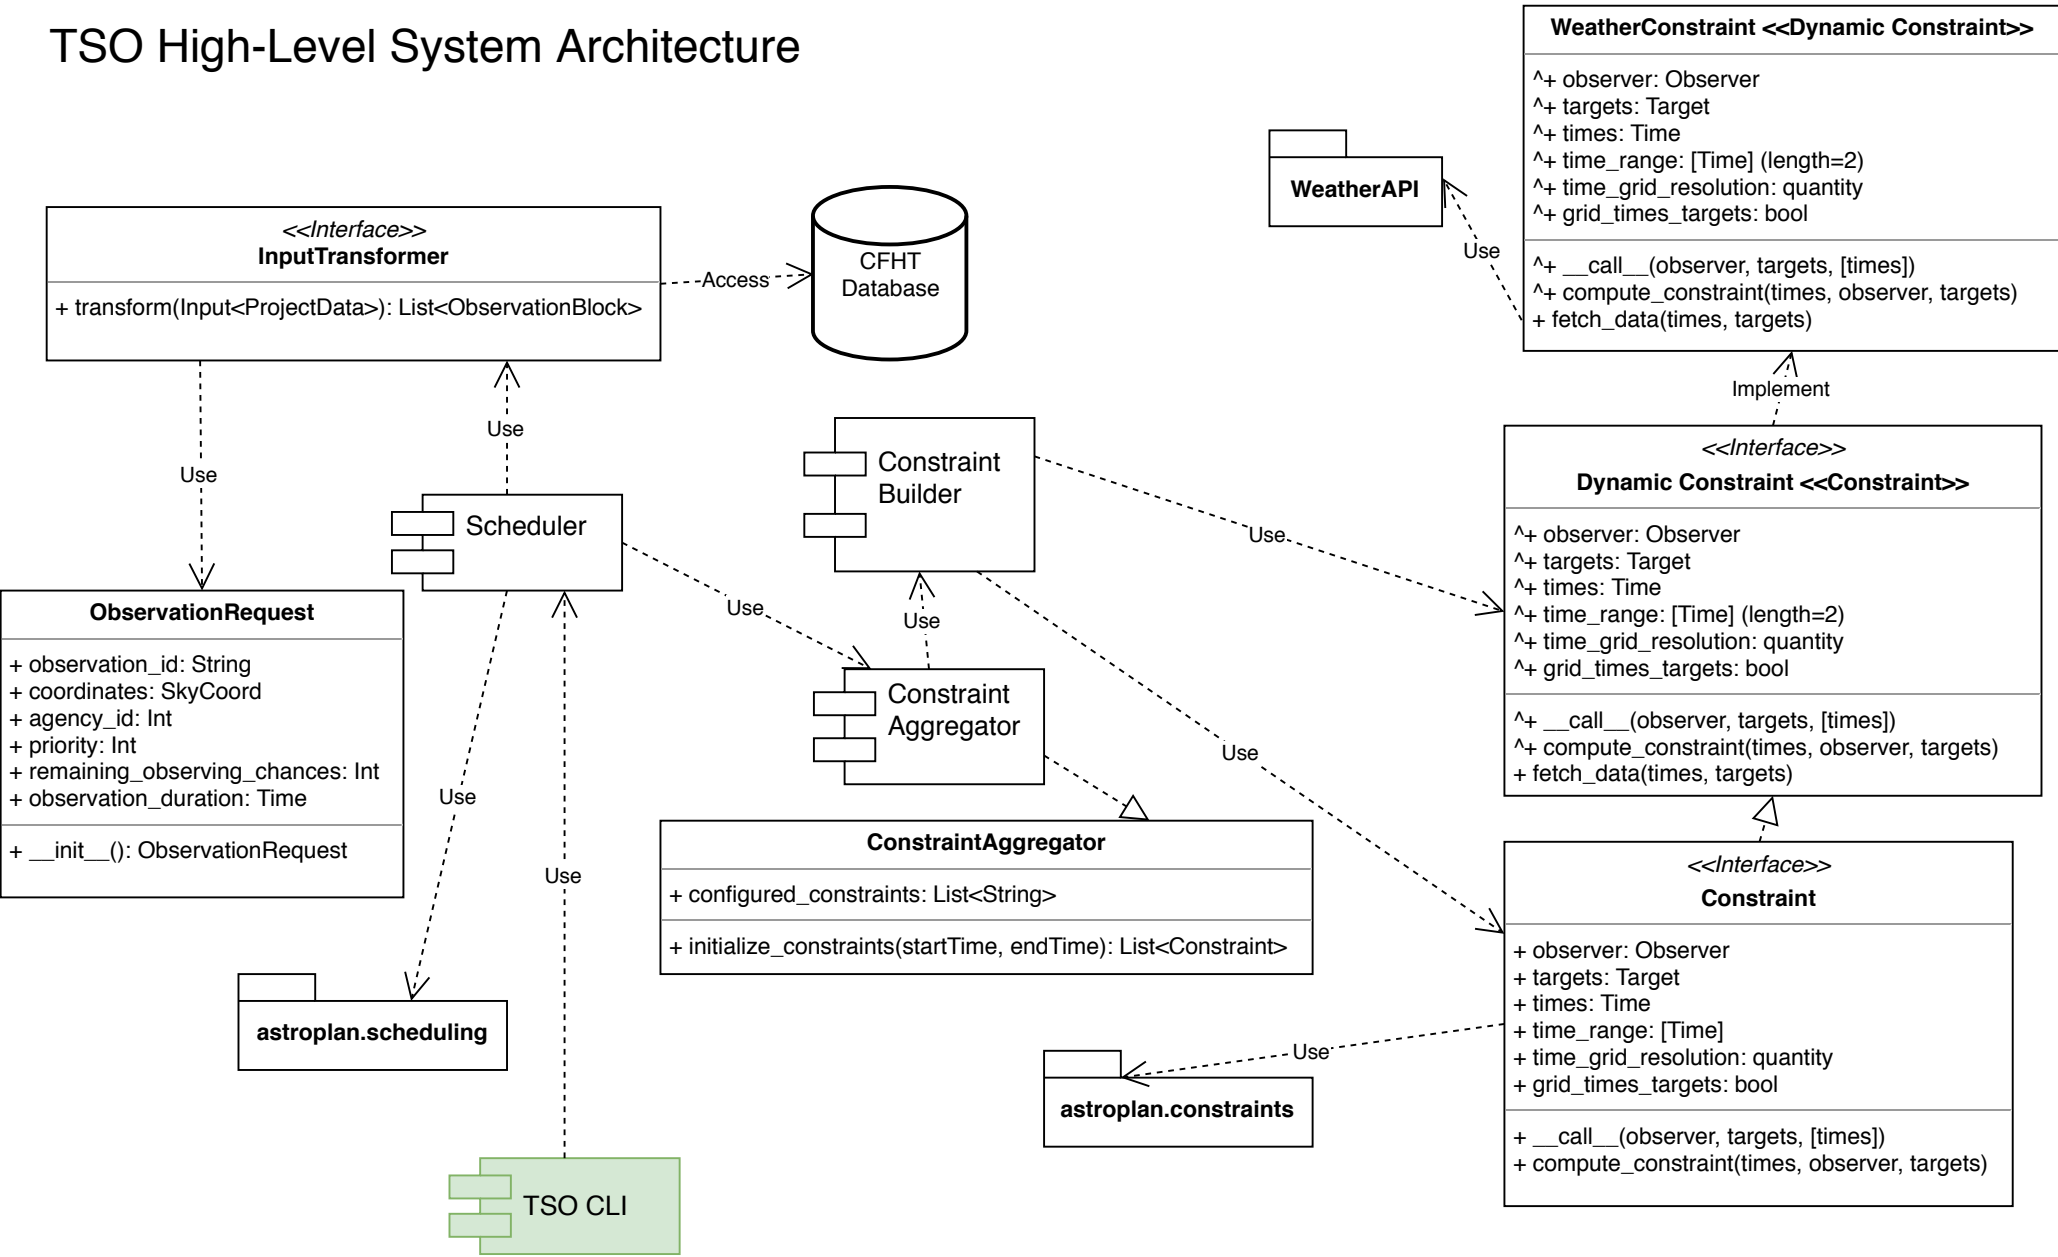 TSO High-Level System Architecture
WeatherConstraint <<Dynamic Constraint>>
^+ observer: Observer
^+ targets: Target
^+ times: Time
^+ time_range: [Time] (length=2)
^+ time_grid_resolution: quantity
^+ grid_times_targets: bool
^+ __call__(observer, targets, [times])
^+ compute_constraint(times, observer, targets)
+ fetch_data(times, targets)
WeatherAPI
Use
Implement
<<Interface>>
InputTransformer
+ transform(Input<ProjectData>): List<ObservationBlock>
Access
CFHT
Database
Use
Use
Scheduler
Constraint
Builder
Use
Use
Use
Constraint
Aggregator
Use
<<Interface>>
Dynamic Constraint <<Constraint>>
^+ observer: Observer
^+ targets: Target
^+ times: Time
^+ time_range: [Time] (length=2)
^+ time_grid_resolution: quantity
^+ grid_times_targets: bool
^+ __call__(observer, targets, [times])
^+ compute_constraint(times, observer, targets)
+ fetch_data(times, targets)
ObservationRequest
+ observation_id: String
+ coordinates: SkyCoord
+ agency_id: Int
+ priority: Int
+ remaining_observing_chances: Int
+ observation_duration: Time
+ __init__(): ObservationRequest
Use
Use
ConstraintAggregator
+ configured_constraints: List<String>
+ initialize_constraints(startTime, endTime): List<Constraint>
<<Interface>>
Constraint
+ observer: Observer
+ targets: Target
+ times: Time
+ time_range: [Time]
+ time_grid_resolution: quantity
+ grid_times_targets: bool
+ __call__(observer, targets, [times])
+ compute_constraint(times, observer, targets)
astroplan.scheduling
Use
astroplan.constraints
TSO CLI